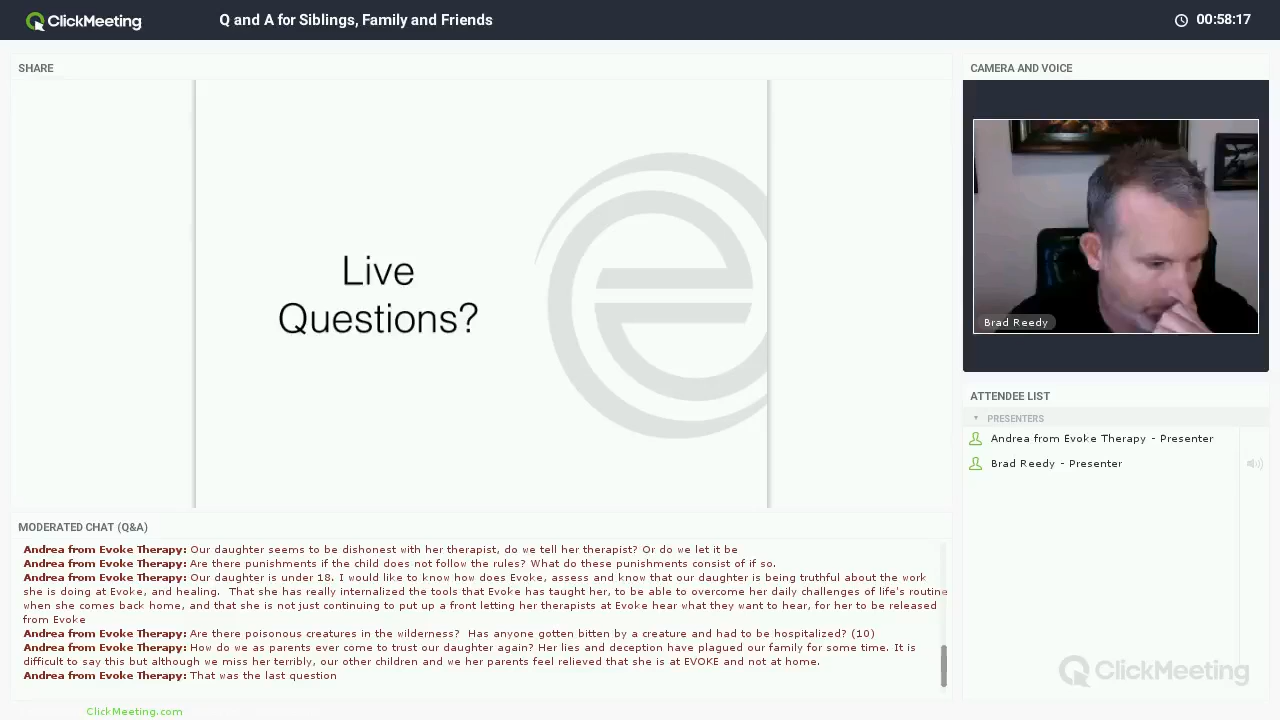 ClickMeeting
Q and A for Siblings, Family and Friends
00:58:17
SHARE
Live
Questions?
CAMERA AND VOICE
Brad Reedy
ATTENDEE LIST
PRESENTERS
Andrea from Evoke Therapy - Presenter
Brad Reedy - Presenter
MODERATED CHAT (Q&A)
Andrea from Evoke Therapy: Our daughter seems to be dishonest with her therapist, do we tell her therapist? Or do we let it be
Andrea from Evoke Therapy: Are there punishments if the child does not follow the rules? What do these punishments consist of if so.
Andrea from Evoke Therapy: Our daughter is under 18. I would like to know how does Evoke, assess and know that our daughter is being truthful about the work
she is doing at Evoke, and healing. That she has really internalized the tools that Evoke has taught her, to be able to overcome her daily challenges of life's routine
when she comes back home, and that she is not just continuing to put up a front letting her therapists at Evoke hear what they want to hear, for her to be released
from Evoke
Andrea from Evoke Therapy: Are there poisonous creatures in the wilderness? Has anyone gotten bitten by a creature and had to be hospitalized? (10)
Andrea from Evoke Therapy: How do we as parents ever come to trust our daughter again? Her lies and deception have plagued our family for some time. It is
difficult to say this but although we miss her terribly, our other children and we her parents feel relieved that she is at EVOKE and not at home.
Andrea from Evoke Therapy: That was the last question
ClickMeeting
ClickMeeting.com